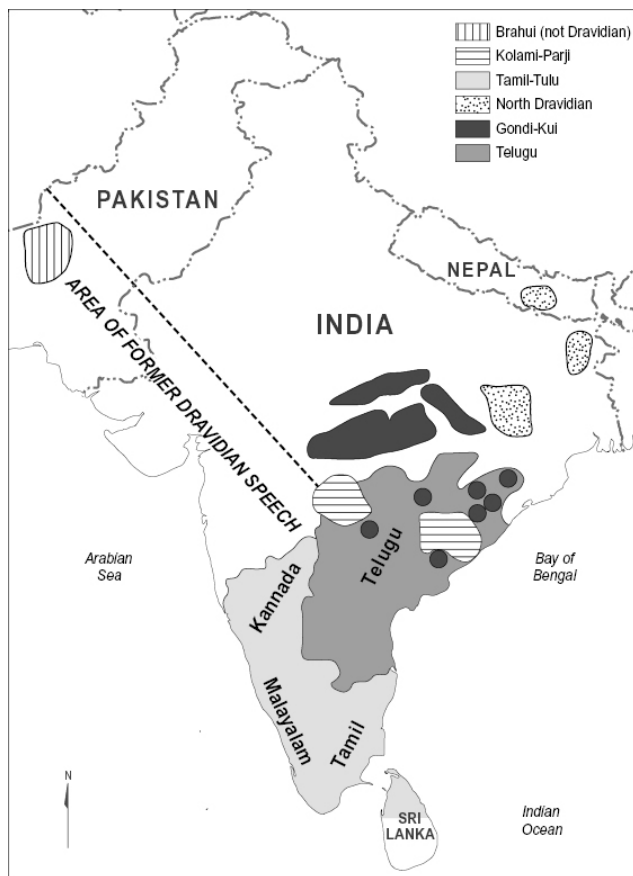 Brahui (not Dravidian)
Kolami-Parji
Tamil-Tulu
North Dravidian
Gondi-Kui
Telugu
PAKISTAN
NEPAL
INDIA
AREA OF FORMER DRAVIDIAN SPEECH
Telugu
Kannada
Malayalam
Tamil
Arabian
Sea
Bay of
Bengal
N
SRI
LANKA
Indian
Ocean